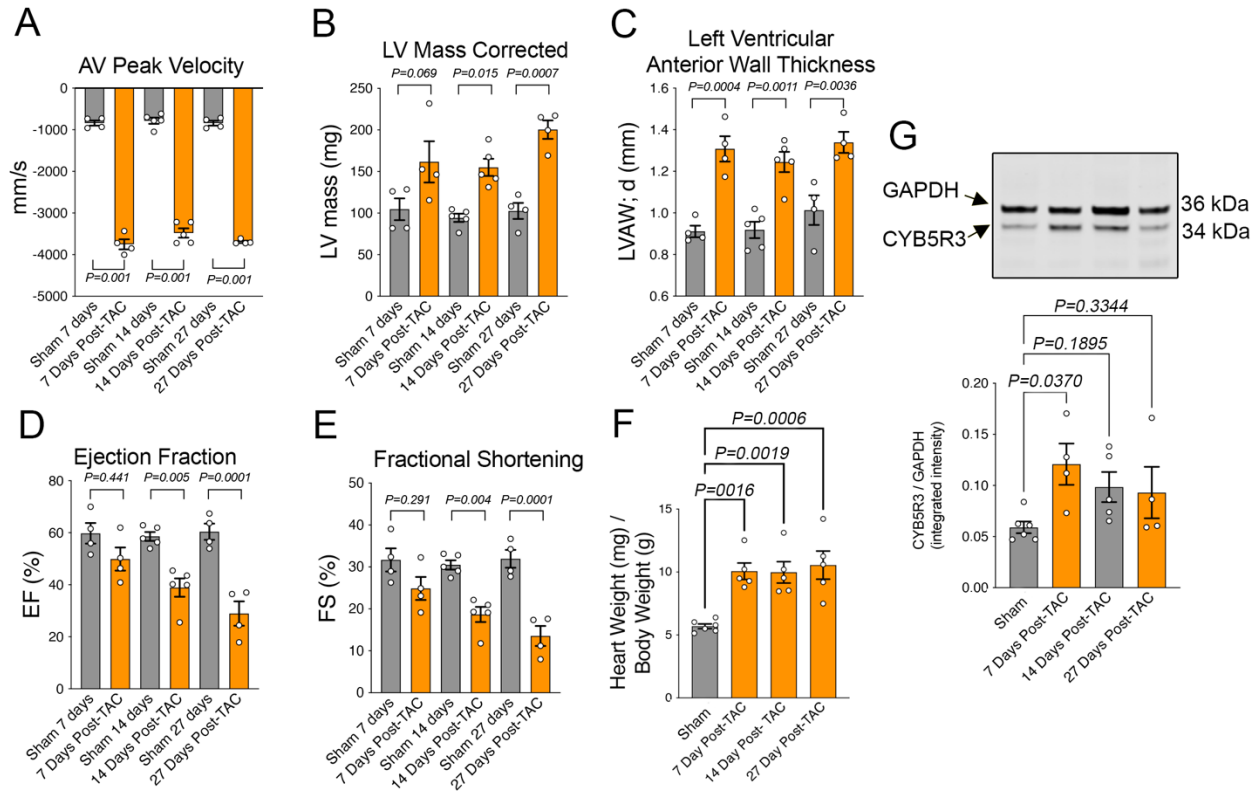 A
AV Peak Velocity
mm/s
0
-1000
-2000
-3000
-4000
-5000
P=0.001
P=0.001
P=0.001
Sham 7 days
7 Days Post-TAC
Sham 14 days
14 Days Post-TAC
Sham 27 days
27 Days Post-TAC
B
LV Mass Corrected
P=0.069
P=0.015
P=0.0007
LV mass (mg)
250
200
150
100
50
0
Sham 7 days
7 Days Post-TAC
Sham 14 days
14 Days Post-TAC
Sham 27 days
27 Days Post-TAC
C
Left Ventricular
Anterior Wall Thickness
P=0.0004
P=0.0011
P=0.0036
LVAW; d (mm)
1.6
1.4
1.2
1.0
0.8
0.6
Sham 7 days
7 Days Post-TAC
Sham 14 days
14 Days Post-TAC
Sham 27 days
27 Days Post-TAC
D
Ejection Fraction
P=0.441
P=0.005
P=0.0001
EF (%)
80
60
40
60
0
Sham 7 days
7 Days Post-TAC
Sham 14 days
14 Days Post-TAC
Sham 27 days
27 Days Post-TAC
E
Fractional Shortening
P=0.291
P=0.004
P=0.0001
FS (%)
50
40
30
20
10
0
Sham 7 days
7 Days Post-TAC
Sham 14 days
14 Days Post-TAC
Sham 27 days
27 Days Post-TAC
F
P=0.0006
P=0.0019
P=0016
Heart Weight (mg) /
Body Weight (g)
15
10
5
0
Sham
7 Day Post-TAC
14 Day Post-TAC
27 Day Post-TAC
G
GAPDH
36 kDa
CYB5R3
34 kDa
P=0.3344
P=0.1895
P=0.0370
CYB5R3 / GAPDH
(integrated intensity)
0.20
0.15
0.10
0.05
0.00
Sham
7 Days Post-TAC
14 Days Post-TAC
27 Days Post-TAC